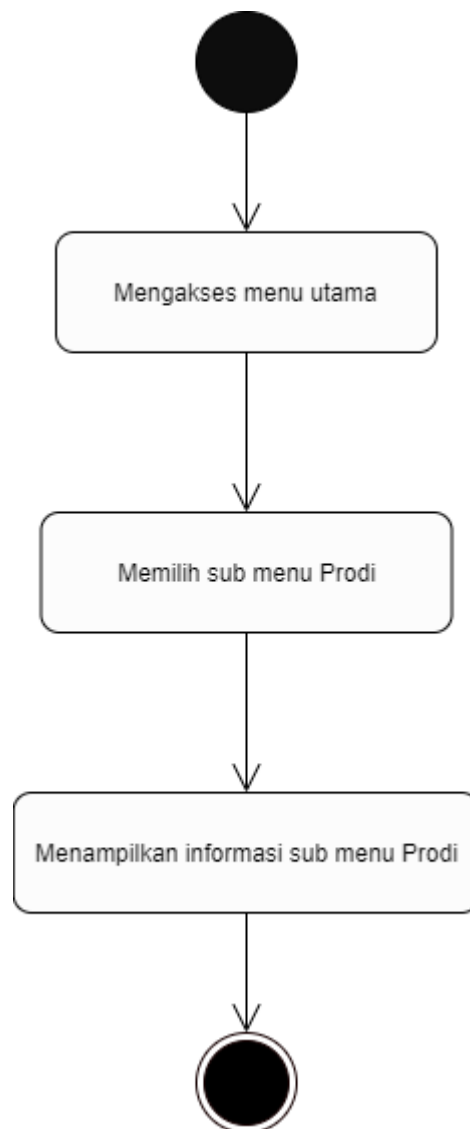 Mengakses menu utama
Memilih sub menu Prodi
Menampilkan informasi sub menu Prodi